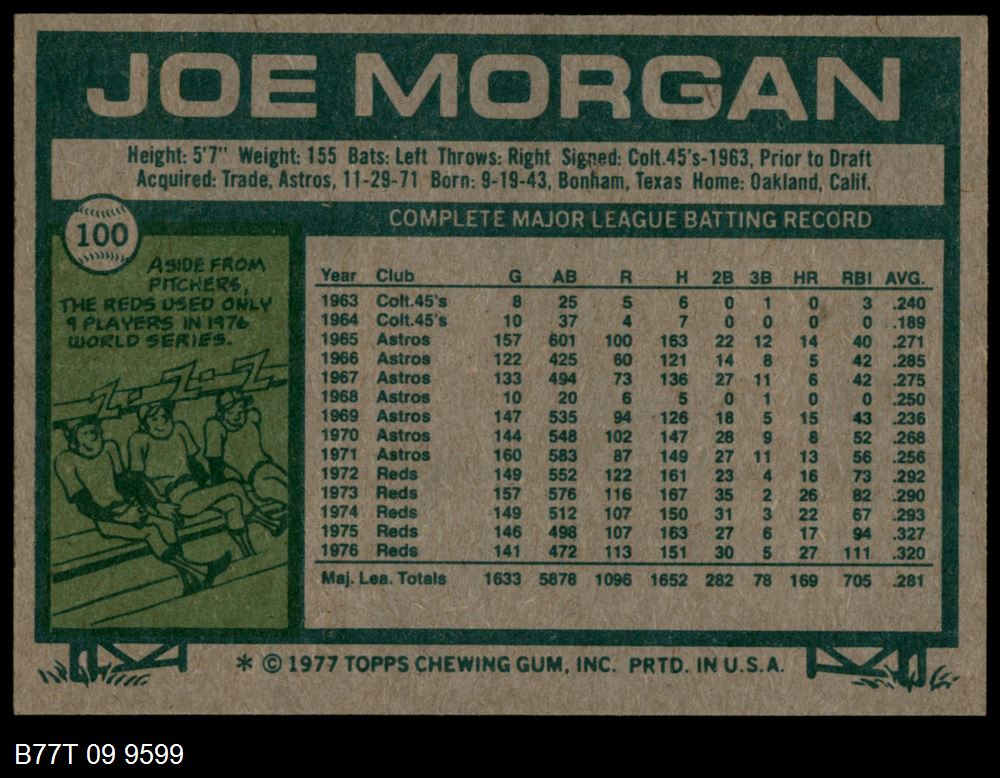 JOE MORGAN
Height: 5'7" Weight: 155 Bats: Left Throws: Right Signed: Colt.45's-1963, Prior to Draft
Acquired: Trade, Astros, 11-29-71 Born: 9-19-43, Bonham, Texas Home: Oakland, Calif.
100
COMPLETE MAJOR LEAGUE BATTING RECORD
ASIDE FROM
PITCHERS,
THE REDS USED ONLY
9 PLAYERS IN 1976
WORLD SERIES.
Z-Z-Z
Year Club G AB R H 2B 3B HR RBI AVG.
1963 Colt.45's 8 25 5 6 0 1 0 3 .240
1964 Colt.45's 10 37 4 7 0 0 0 0 .189
1965 Astros 157 601 100 163 22 12 14 40 .271
1966 Astros 122 425 60 121 14 8 5 42 .285
1967 Astros 133 494 73 136 27 11 6 42 .275
1968 Astros 10 20 6 5 0 1 0 0 .250
1969 Astros 147 535 94 126 18 5 15 43 .236
1970 Astros 144 548 102 147 28 9 8 52 .268
1971 Astros 160 583 87 149 27 11 13 56 .256
1972 Reds 149 552 122 161 23 4 16 73 .292
1973 Reds 157 576 116 167 35 2 26 82 .290
1974 Reds 149 512 107 150 31 3 22 67 .293
1975 Reds 146 498 107 163 27 6 17 94 .327
1976 Reds 141 472 113 151 30 5 27 111 .320
Maj. Lea. Totals 1633 5878 1096 1652 282 78 169 705 .281
* © 1977 TOPPS CHEWING GUM, INC. PRTD. IN U.S.A.
B77T 09 9599